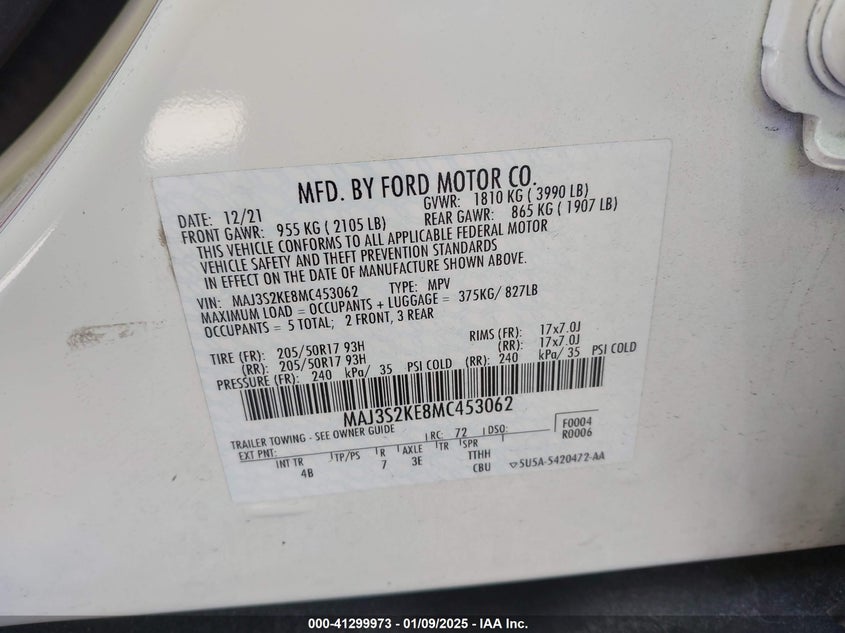 MFD. BY FORD MOTOR CO.
DATE: 12/21 GVWR: 1810 KG ( 3990 LB)
FRONT GAWR: 955 KG ( 2105 LB) REAR GAWR: 865 KG ( 1907 LB)
THIS VEHICLE CONFORMS TO ALL APPLICABLE FEDERAL MOTOR
VEHICLE SAFETY AND THEFT PREVENTION STANDARDS
IN EFFECT ON THE DATE OF MANUFACTURE SHOWN ABOVE.
VIN: MAJ3S2KE8MC453062 TYPE: MPV
MAXIMUM LOAD = OCCUPANTS + LUGGAGE = 375KG/ 827LB
OCCUPANTS = 5 TOTAL; 2 FRONT, 3 REAR
TIRE (FR): 205/50R17 93H RIMS (FR): 17x7.0J
(RR): 205/50R17 93H (RR): 17x7.0J
PRESSURE (FR): 240 kPa/ 35 PSI COLD (RR): 240 kPa/ 35 PSI COLD
MAJ3S2KE8MC453062
TRAILER TOWING - SEE OWNER GUIDE
EXT PNT: RC: 72 DSO: F0004
R0006
INT TR TP/PS R AXLE TR SPR
4B 7 3E TTHH
CBU 5U5A-5420472-AA
000-41299973 - 01/09/2025 - IAA Inc.